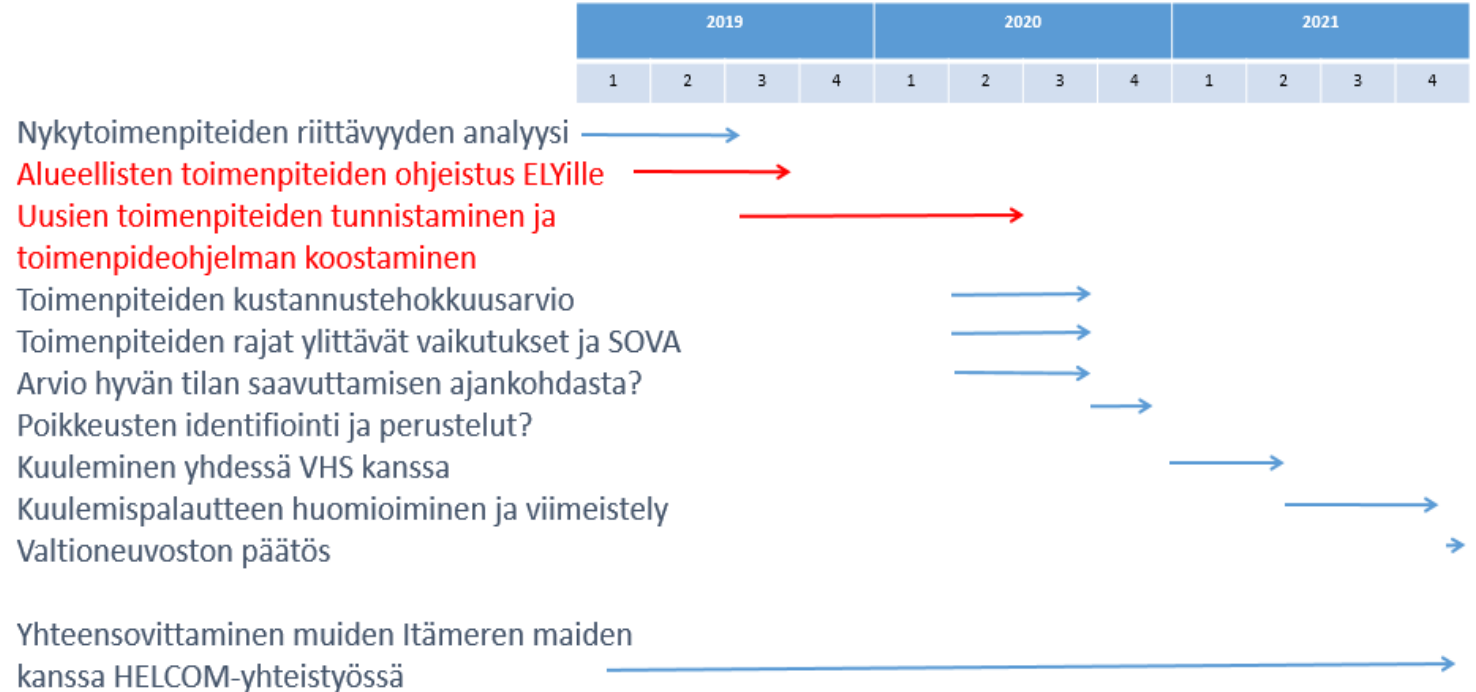 2019 2020 2021
1 2 3 4 1 2 3 4 1 2 3 4
Nykytoimenpiteiden riittävyyden analyysi
Alueellisten toimenpiteiden ohjeistus ELYille
Uusien toimenpiteiden tunnistaminen ja
toimenpideohjelman koostaminen
Toimenpiteiden kustannustehokkuusarvio
Toimenpiteiden rajat ylittävät vaikutukset ja SOVA
Arvio hyvän tilan saavuttamisen ajankohdasta?
Poikkeusten identifiointi ja perustelut?
Kuuleminen yhdessä VHS kanssa
Kuulemispalautteen huomioiminen ja viimeistely
Valtioneuvoston päätös
Yhteensovittaminen muiden Itämeren maiden
kanssa HELCOM-yhteistyössä